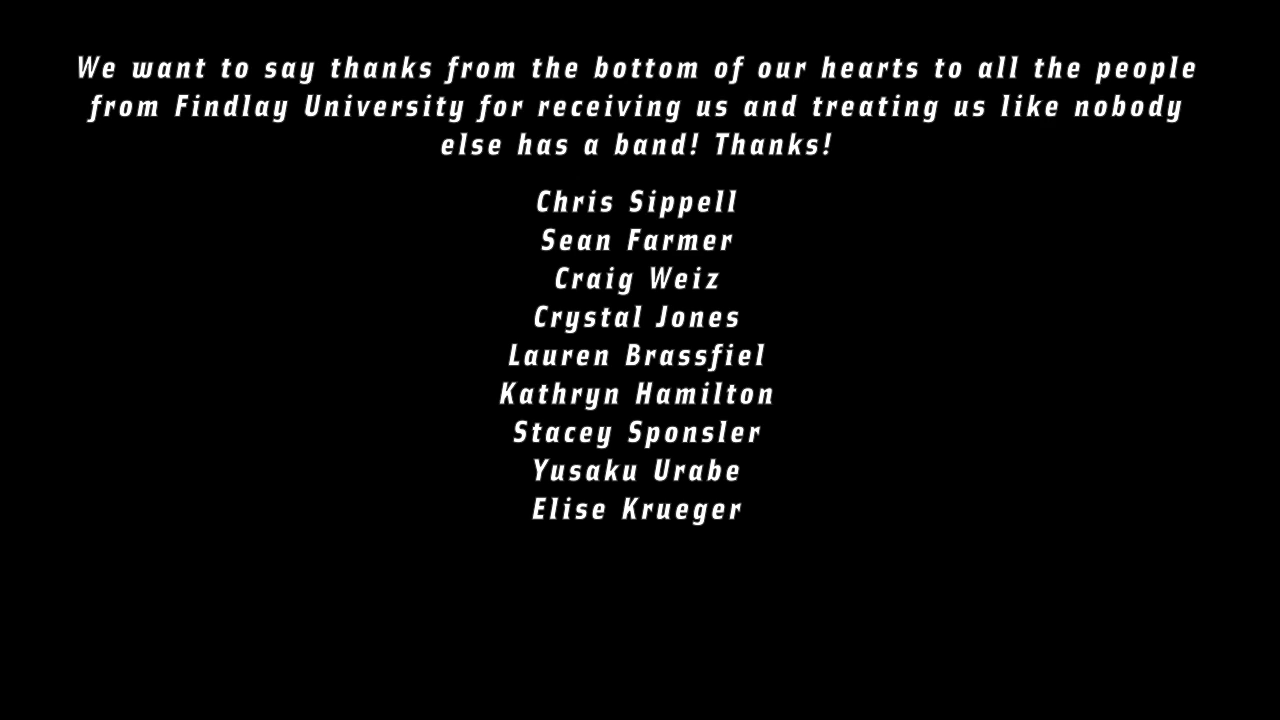 We want to say thanks from the bottom of our hearts to all the people
from Findlay University for receiving us and treating us like nobody
else has a band! Thanks!
Chris Sippell
Sean Farmer
Craig Weiz
Crystal Jones
Lauren Brassfiel
Kathryn Hamilton
Stacey Sponsler
Yusaku Urabe
Elise Krueger